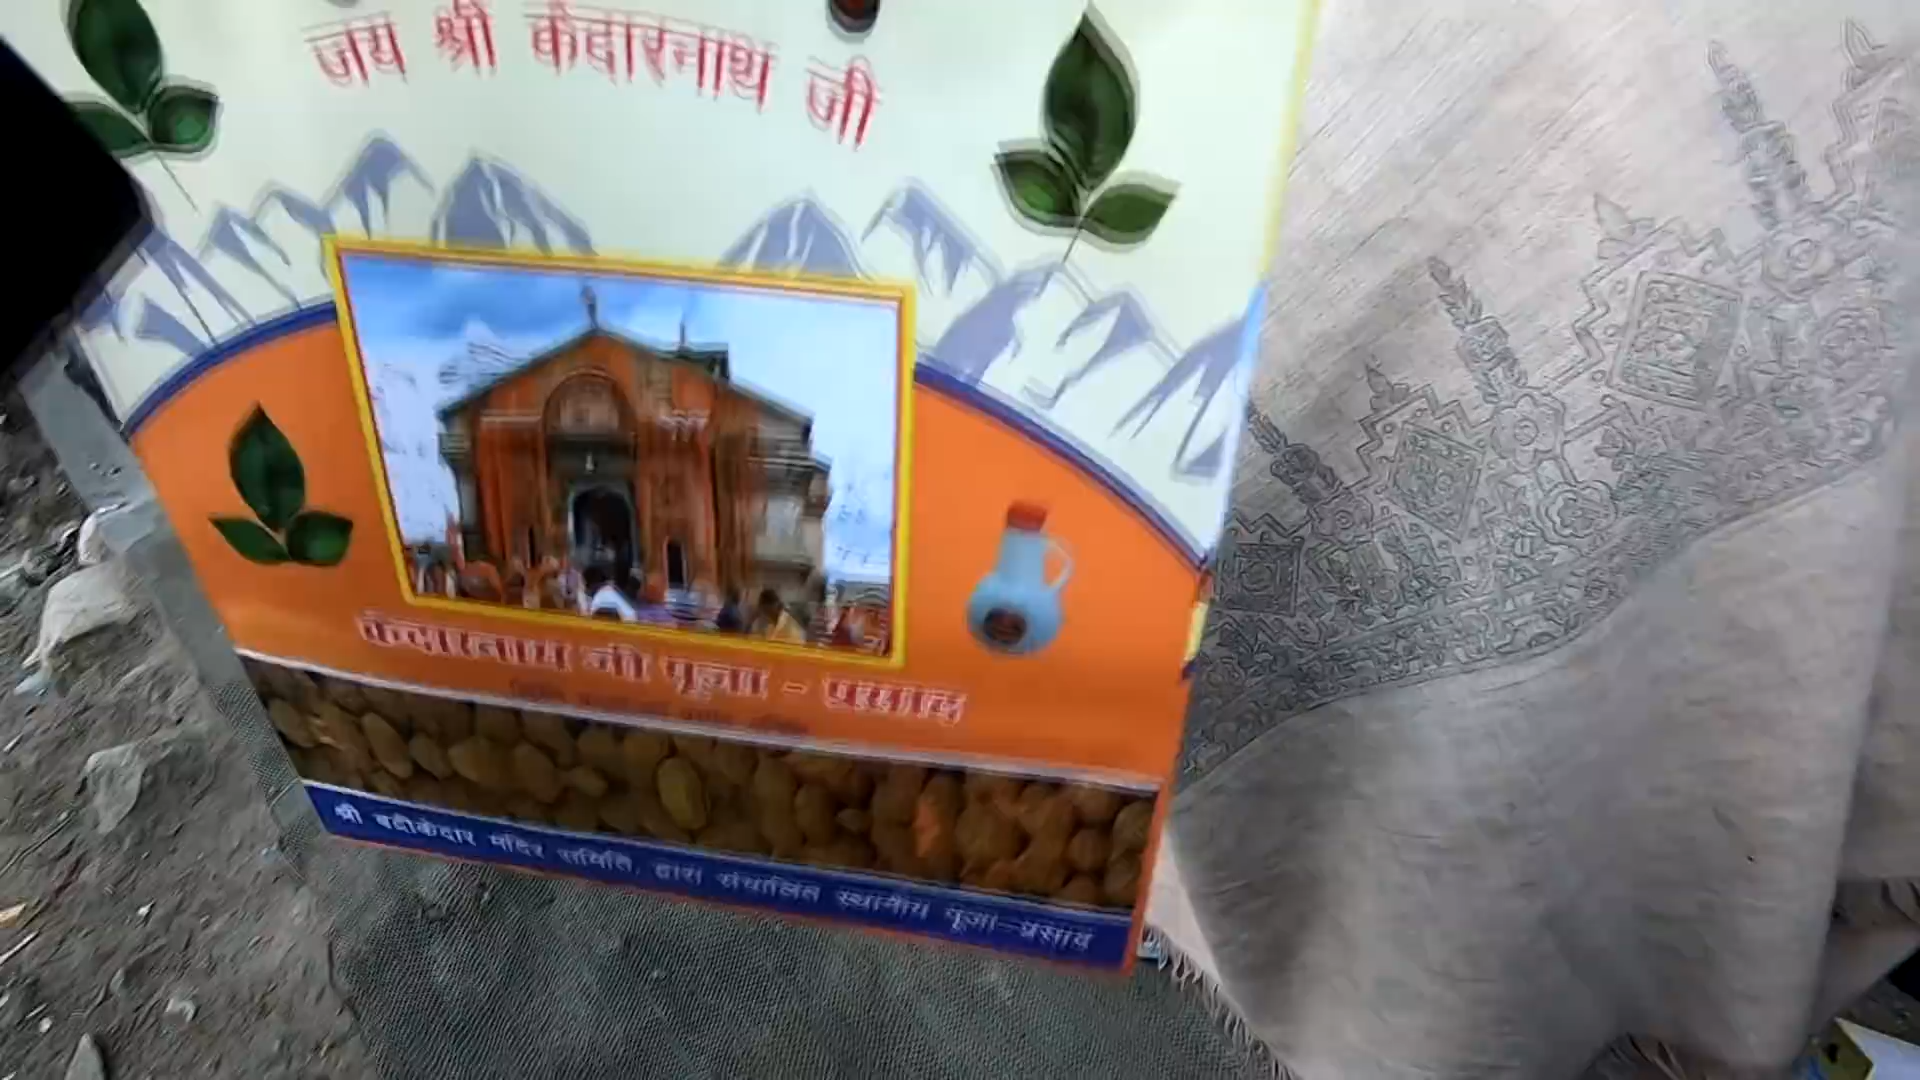 जय श्री केदारनाथ जी
केदारनाथ जी पूजा - प्रसाद
श्री बद्रीकेदार मंदिर समिति, द्वारा संचालित स्थानीय पूजा-प्रसाद